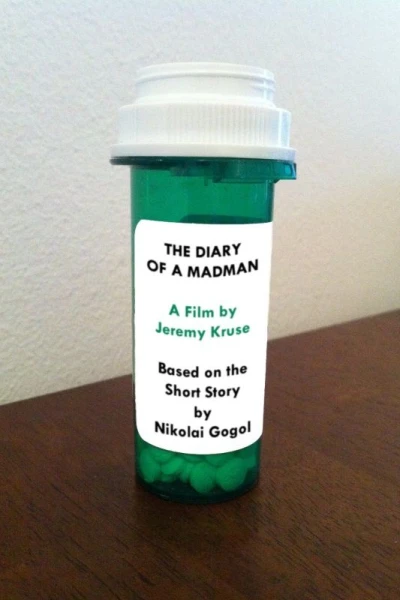 THE DIARY
OF A MADMAN
A Film by
Jeremy Kruse
Based on the
Short Story
by
Nikolai Gogol